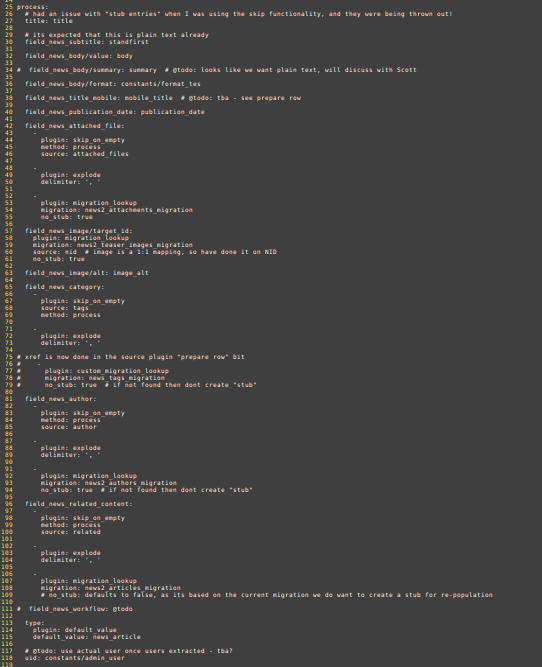 25 process:
26   # had an issue with "stub entries" when I was using the skip functionality, and they were being thrown out!
27   title: title
28
29   # its expected that this is plain text already
30   field_news_subtitle: standfirst
31
32   field_news_body/value: body
33
34 #  field_news_body/summary: summary  # @todo: looks like we want plain text, will discuss with Scott
35
36   field_news_body/format: constants/format_tes
37
38   field_news_title_mobile: mobile_title  # @todo: tba - see prepare row
39
40   field_news_publication_date: publication_date
41
42   field_news_attached_file:
43     -
44       plugin: skip_on_empty
45       method: process
46       source: attached_files
47
48     -
49       plugin: explode
50       delimiter: ', '
51
52     -
53       plugin: migration_lookup
54       migration: news2_attachments_migration
55       no_stub: true
56
57   field_news_image/target_id:
58     plugin: migration_lookup
59     migration: news2_teaser_images_migration
60     source: nid  # image is a 1:1 mapping, so have done it on NID
61     no_stub: true
62
63   field_news_image/alt: image_alt
64
65   field_news_category:
66     -
67       plugin: skip_on_empty
68       source: tags
69       method: process
70
71     -
72       plugin: explode
73       delimiter: ', '
74
75 # xref is now done in the source plugin "prepare row" bit
76 #    -
77 #      plugin: custom_migration_lookup
78 #      migration: news_tags_migration
79 #      no_stub: true  # if not found then dont create "stub"
80
81   field_news_author:
82     -
83       plugin: skip_on_empty
84       method: process
85       source: author
86
87     -
88       plugin: explode
89       delimiter: ', '
90
91     -
92       plugin: migration_lookup
93       migration: news2_authors_migration
94       no_stub: true  # if not found then dont create "stub"
95
96   field_news_related_content:
97     -
98       plugin: skip_on_empty
99       method: process
100       source: related
101
102     -
103       plugin: explode
104       delimiter: ', '
105
106     -
107       plugin: migration_lookup
108       migration: news2_articles_migration
109       # no_stub: defaults to false, as its based on the current migration we do want to create a stub for re-population
110
111 #  field_news_workflow: @todo
112
113   type:
114     plugin: default_value
115     default_value: news_article
116
117   # @todo: use actual user once users extracted - tba?
118   uid: constants/admin_user
119